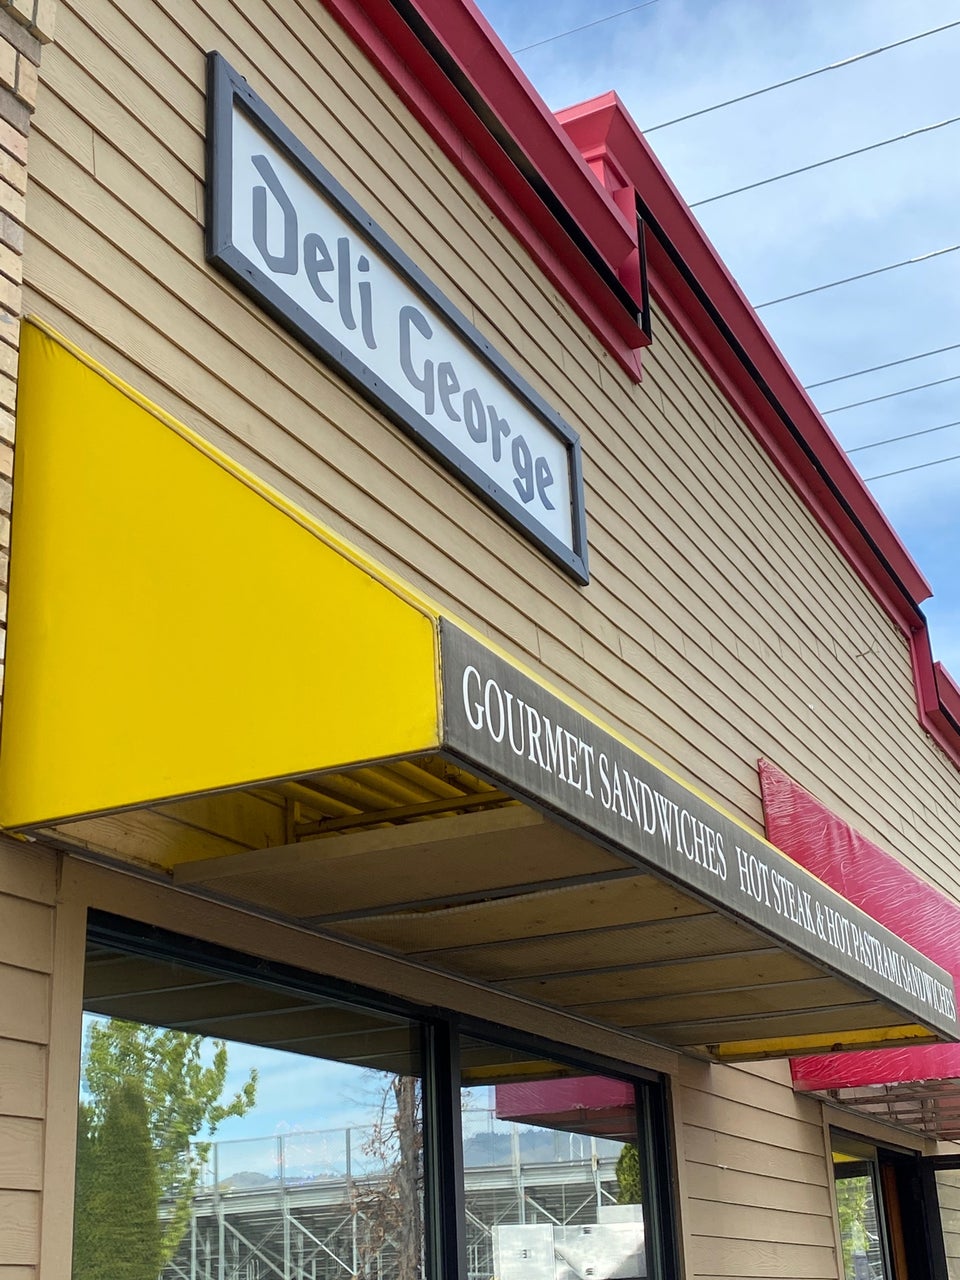 Deli George
GOURMET SANDWICHES HOT STEAK & HOT PASTRAMI SANDWICHES